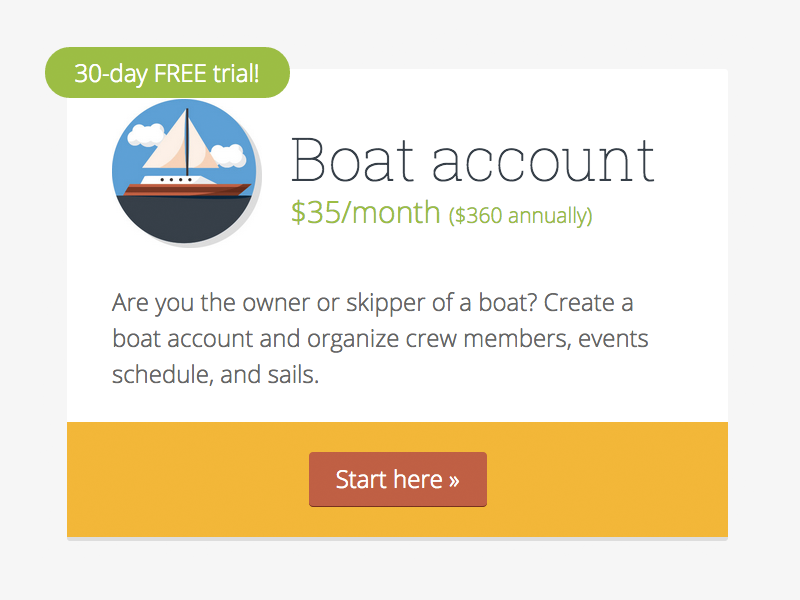 30-day FREE trial!
Boat account
$35/month ($360 annually)
Are you the owner or skipper of a boat? Create a
boat account and organize crew members, events
schedule, and sails.
Start here »